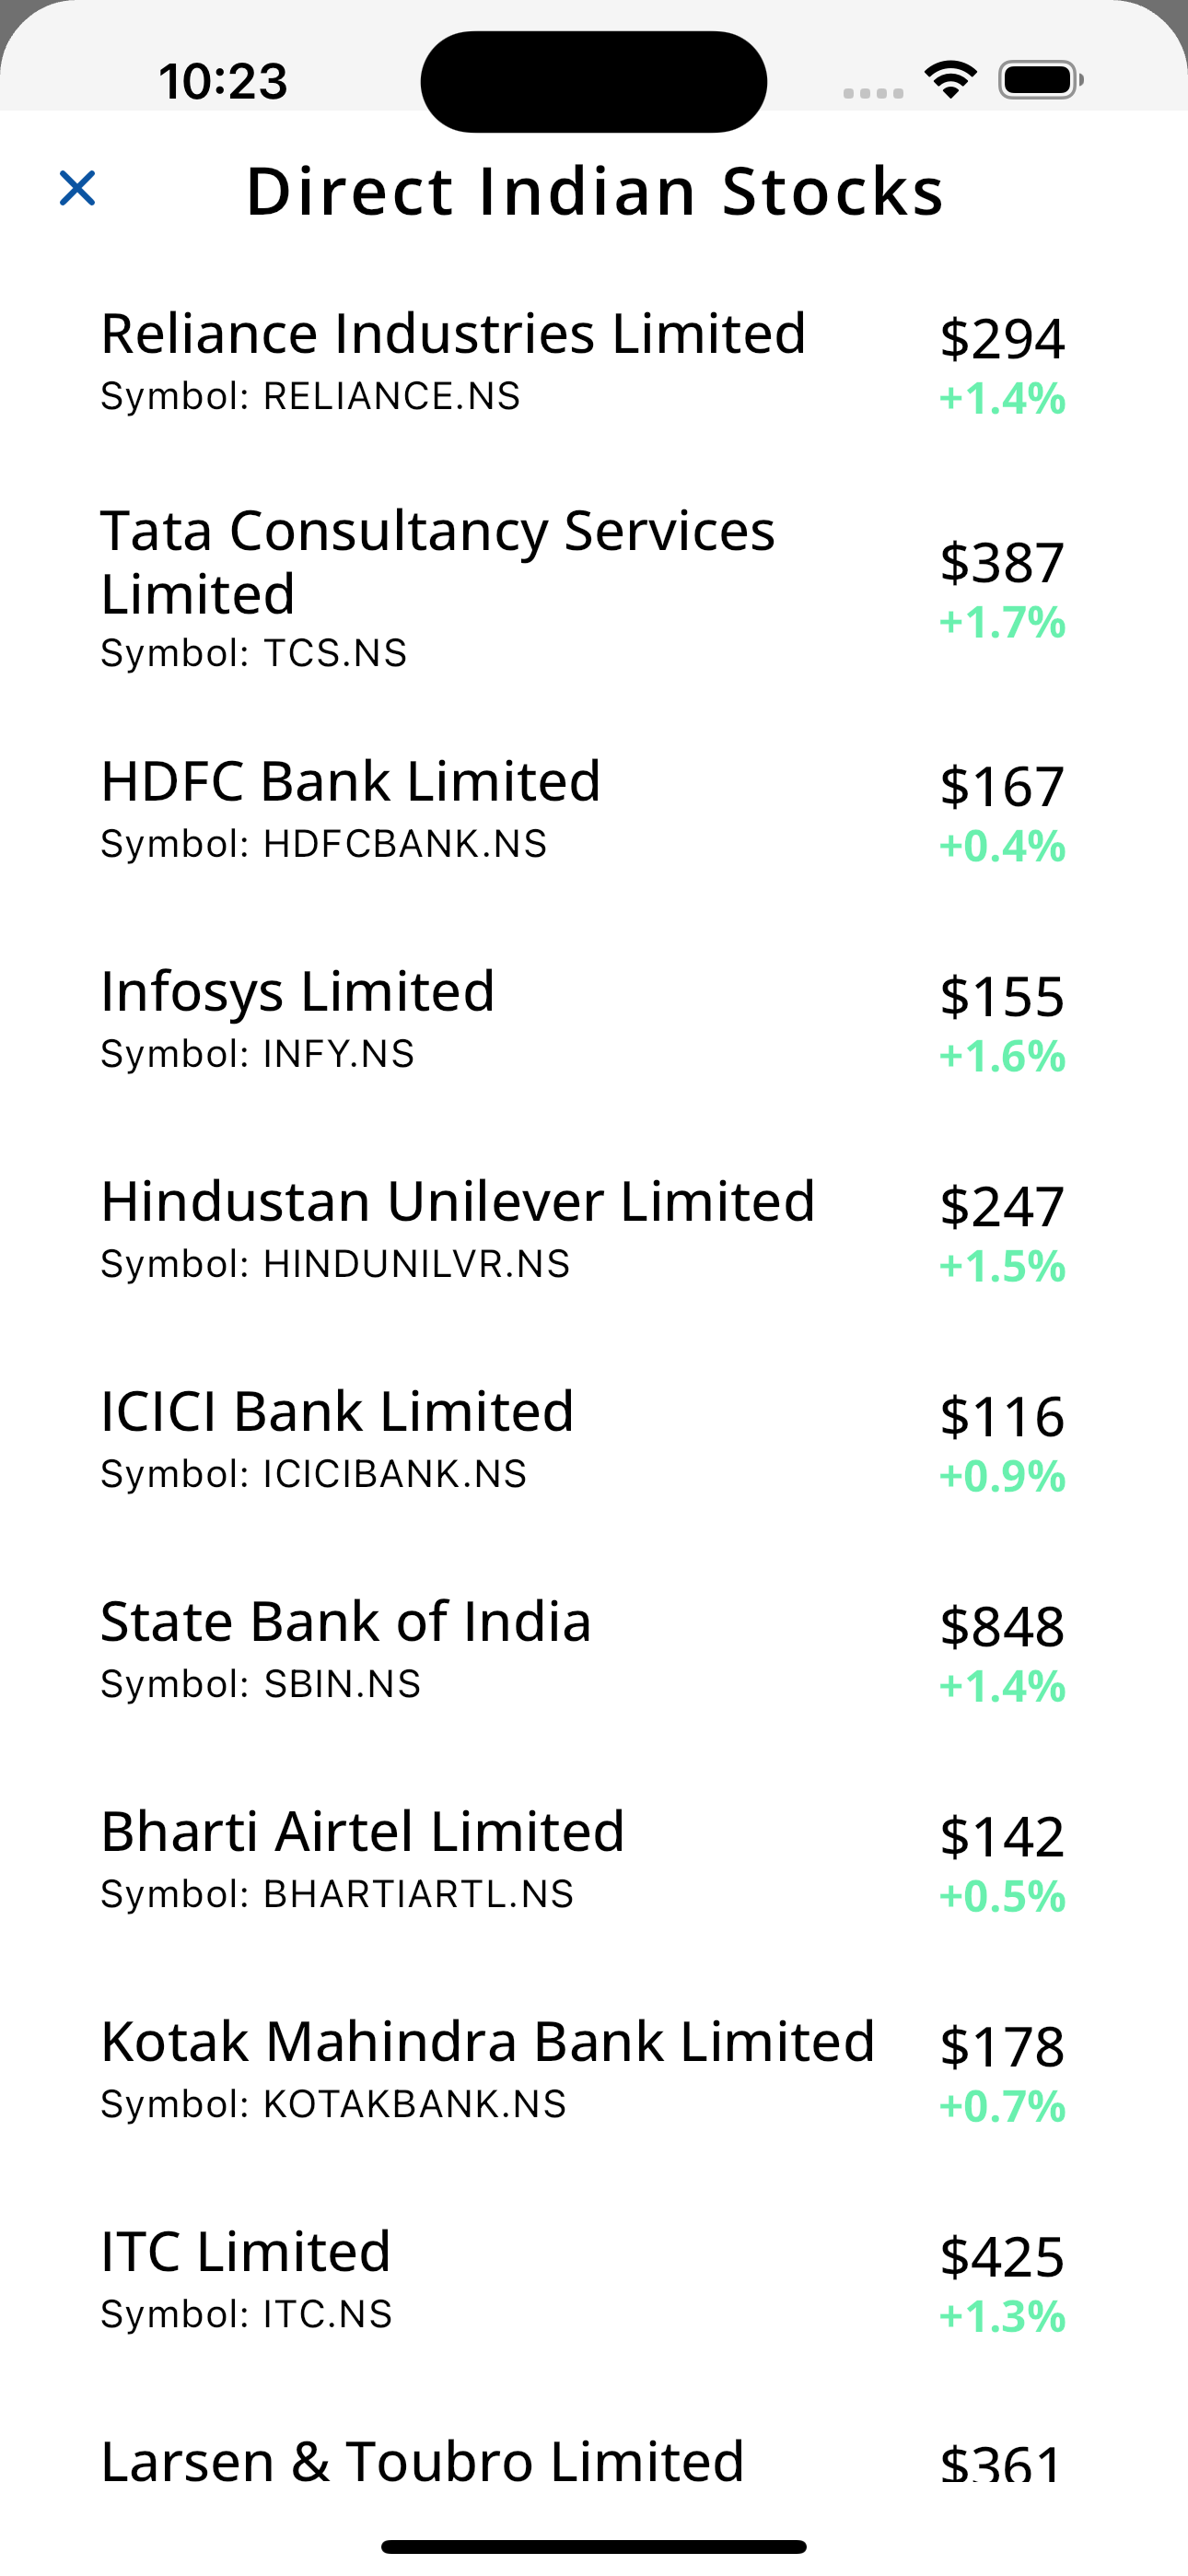 10:23
Direct Indian Stocks
Reliance Industries Limited
$294
Symbol: RELIANCE.NS
+1.4%
Tata Consultancy Services
Limited
$387
+1.7%
Symbol: TCS.NS
HDFC Bank Limited
$167
Symbol: HDFCBANK.NS
+0.4%
Infosys Limited
$155
Symbol: INFY.NS
+1.6%
Hindustan Unilever Limited
$247
Symbol: HINDUNILVR.NS
+1.5%
ICICI Bank Limited
$116
Symbol: ICICIBANK.NS
+0.9%
State Bank of India
$848
Symbol: SBIN.NS
+1.4%
Bharti Airtel Limited
$142
Symbol: BHARTIARTL.NS
+0.5%
Kotak Mahindra Bank Limited
$178
Symbol: KOTAKBANK.NS
+0.7%
ITC Limited
$425
Symbol: ITC.NS
+1.3%
Larsen & Toubro Limited
$361